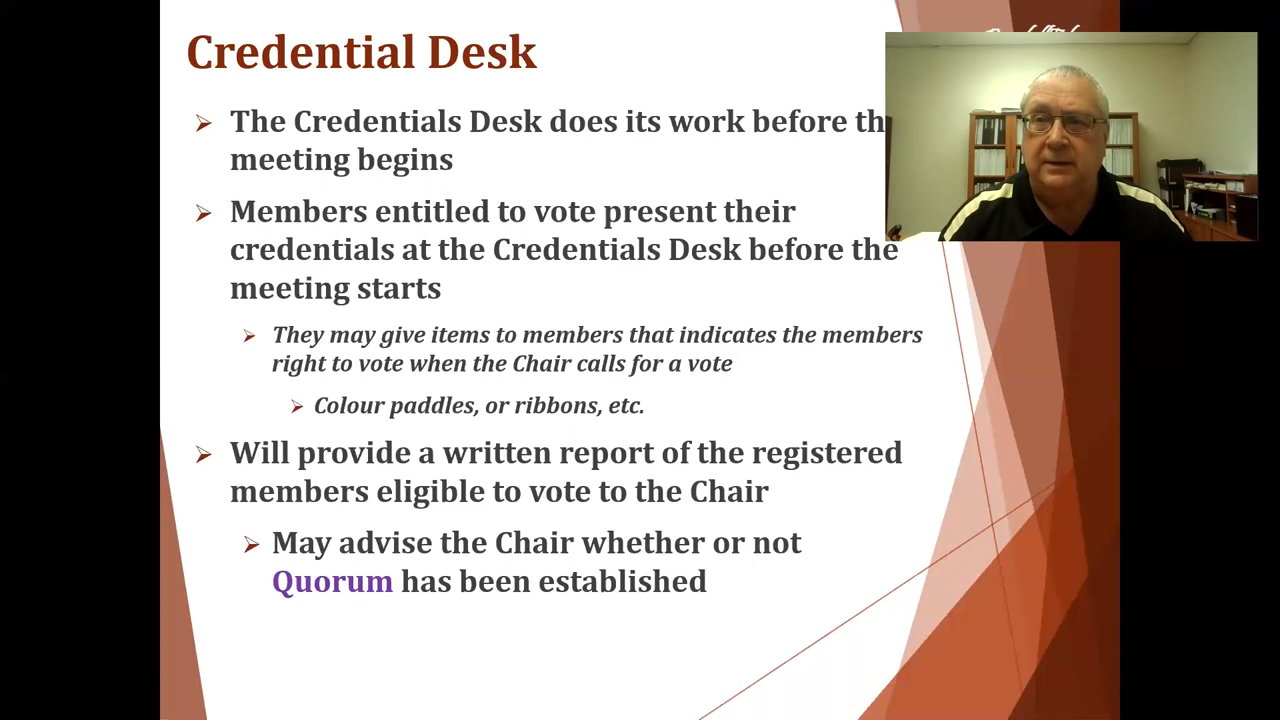 Credential Desk
The Credentials Desk does its work before th
meeting begins
Members entitled to vote present their
credentials at the Credentials Desk before the
meeting starts
They may give items to members that indicates the members
right to vote when the Chair calls for a vote
Colour paddles, or ribbons, etc.
Will provide a written report of the registered
members eligible to vote to the Chair
May advise the Chair whether or not
Quorum has been established